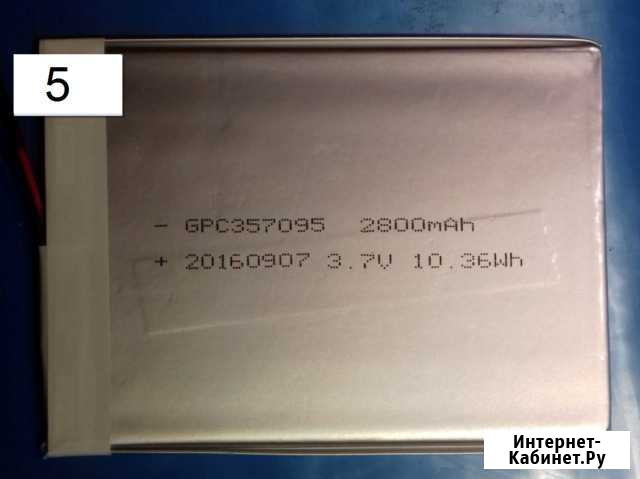 5
- GPC357095 2800mAh
+ 20160907 3.7V 10.36Wh
Интернет-
Кабинет.Ру